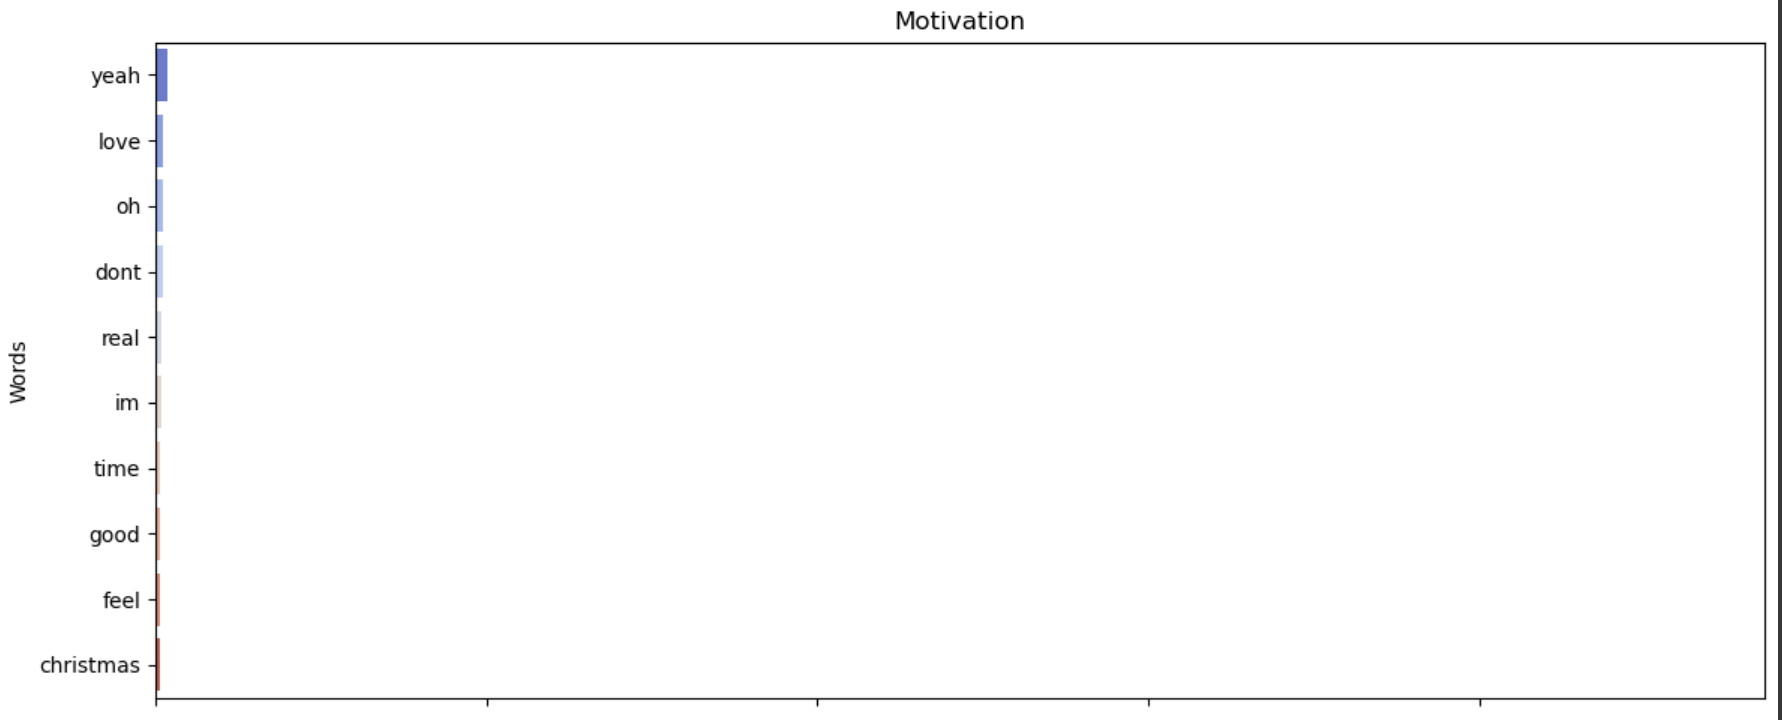 Motivation
yeah
love
oh
dont
real
Words
im
time
good
feel
christmas